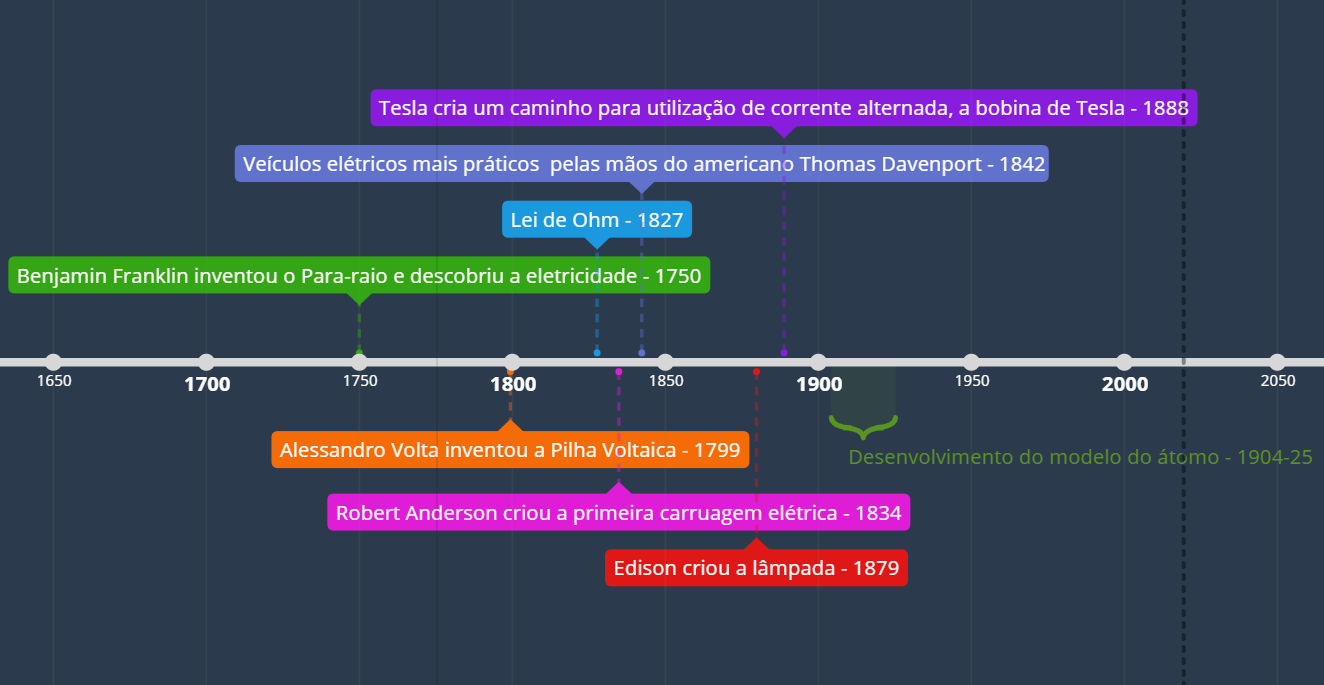 Tesla cria um caminho para utilização de corrente alternada, a bobina de Tesla - 1888
Veículos elétricos mais práticos  pelas mãos do americano Thomas Davenport - 1842
Lei de Ohm - 1827
Benjamin Franklin inventou o Para-raio e descobriu a eletricidade - 1750
1650
1700
1750
1800
1850
1900
1950
2000
2050
Alessandro Volta inventou a Pilha Voltaica - 1799
Desenvolvimento do modelo do átomo - 1904-25
Robert Anderson criou a primeira carruagem elétrica - 1834
Edison criou a lâmpada - 1879